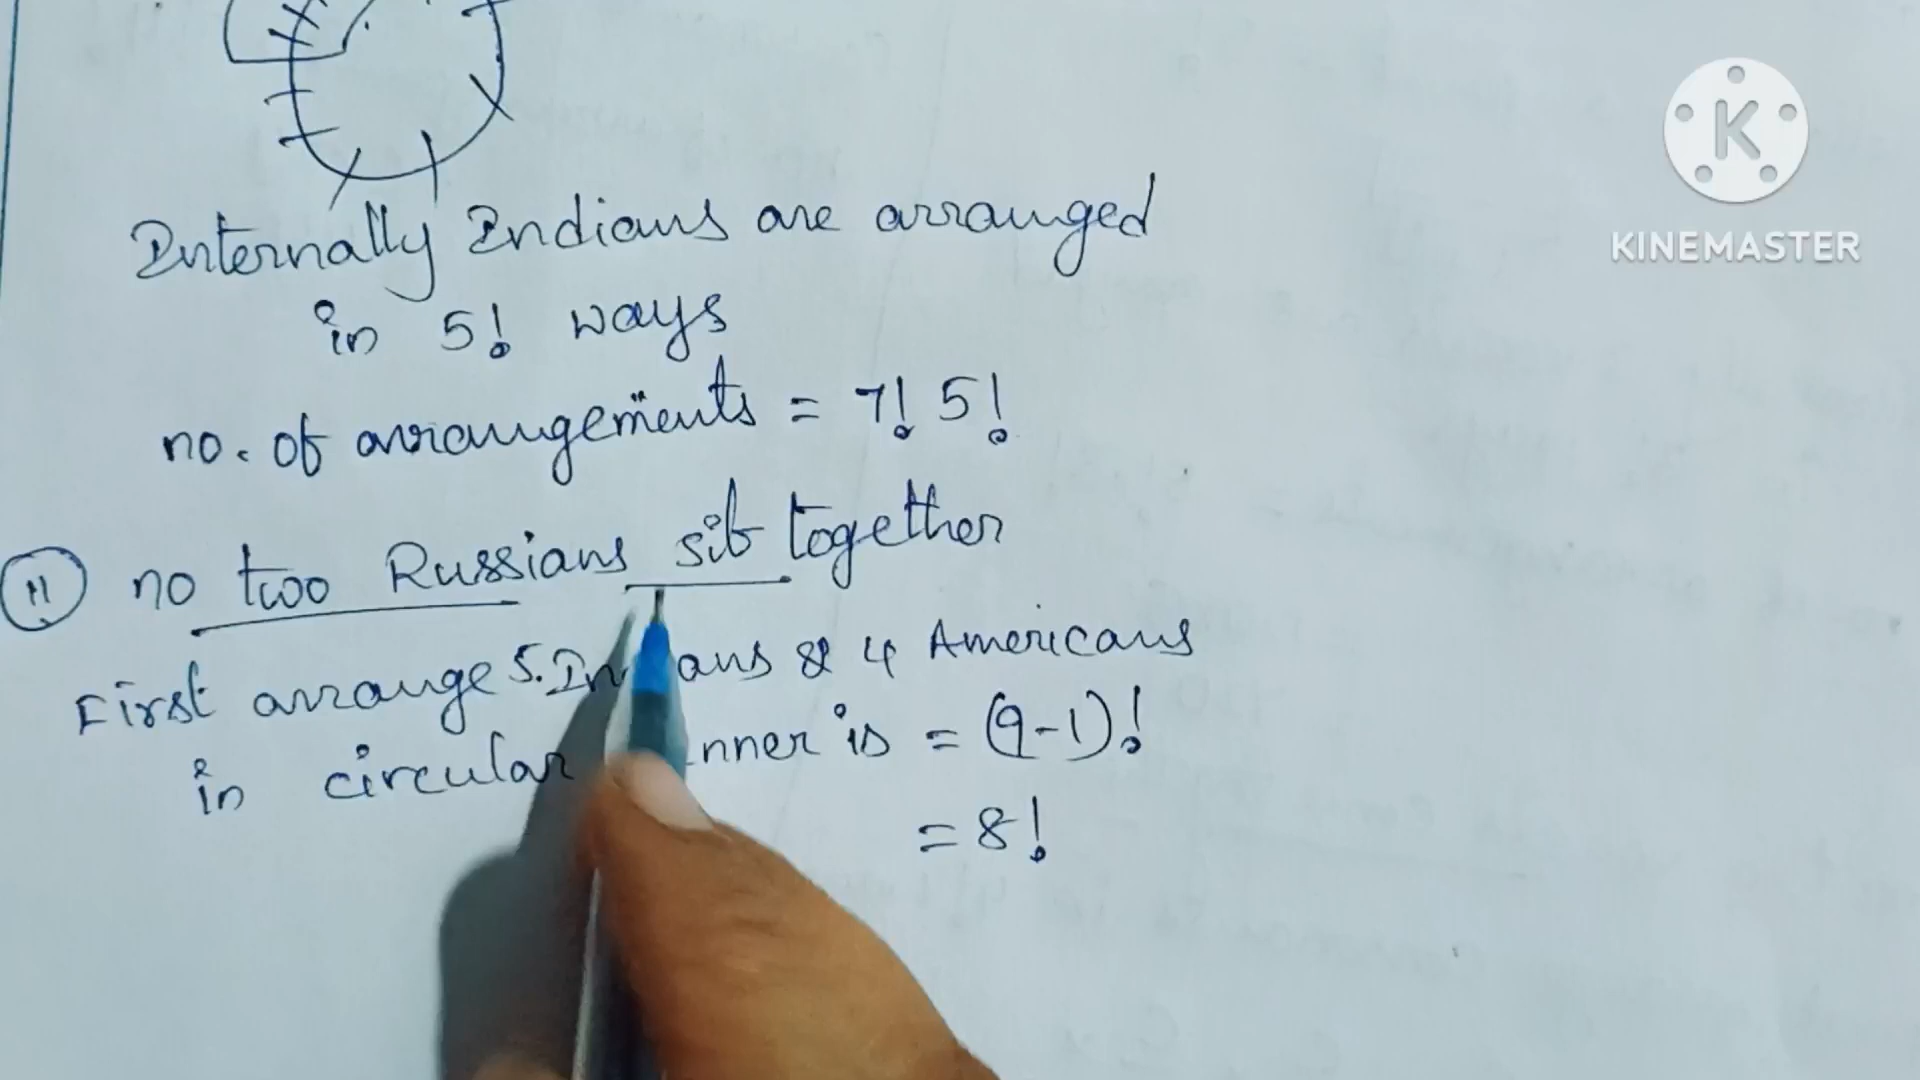 K
KINEMASTER
Internally Indians are arranged
in 5! ways
no. of arrangements = 7! 5!
(ii) no two Russians sit together
First arrange 5. In ans & 4 Americans
in circular nner is = (9-1)!
= 8!